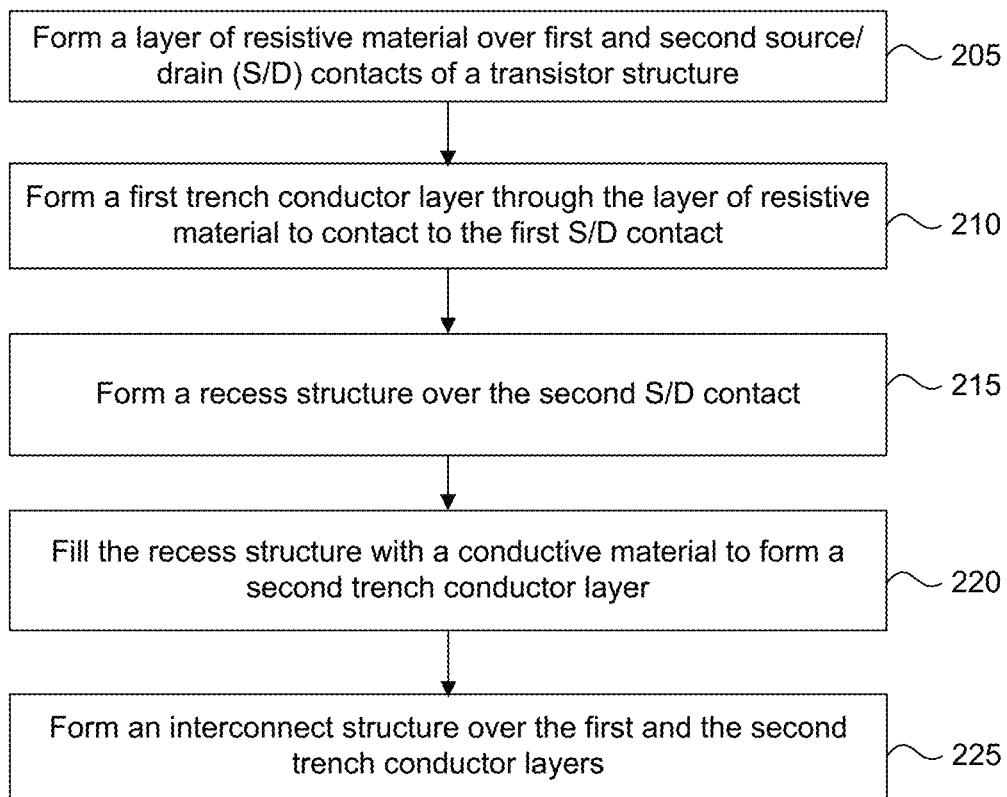 Form a layer of resistive material over first and second source/
drain (S/D) contacts of a transistor structure
205
Form a first trench conductor layer through the layer of resistive
material to contact to the first S/D contact
210
Form a recess structure over the second S/D contact
215
Fill the recess structure with a conductive material to form a
second trench conductor layer
220
Form an interconnect structure over the first and the second
trench conductor layers
225